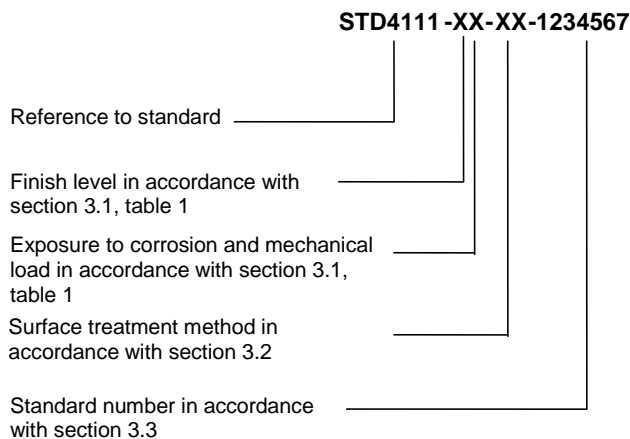 STD4111 -XX-XX-1234567
Reference to standard
Finish level in accordance with
section 3.1, table 1
Exposure to corrosion and mechanical
load in accordance with section 3.1,
table 1
Surface treatment method in
accordance with section 3.2
Standard number in accordance
with section 3.3